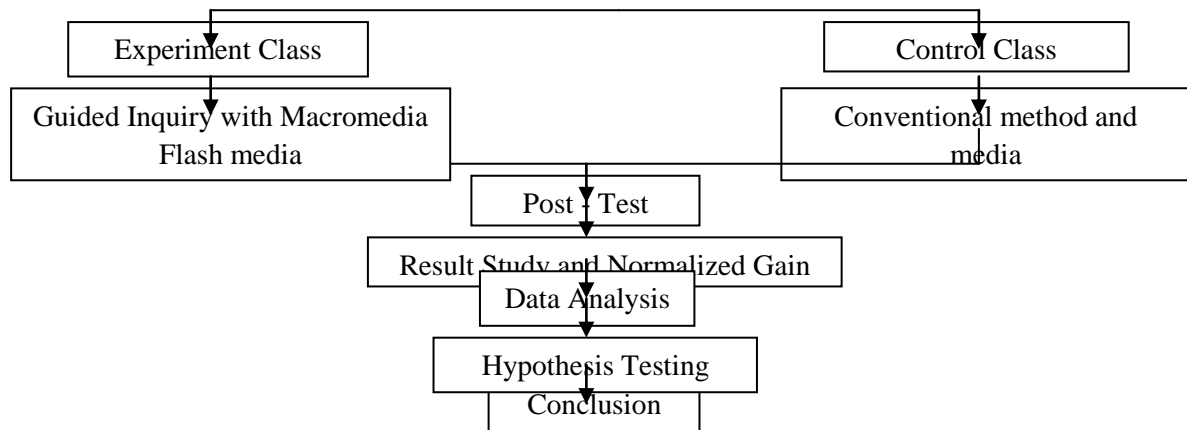 Experiment Class
Control Class
Guided Inquiry with Macromedia
Flash media
Conventional method and
media
Post - Test
Result Study and Normalized Gain
Data Analysis
Hypothesis Testing
Conclusion